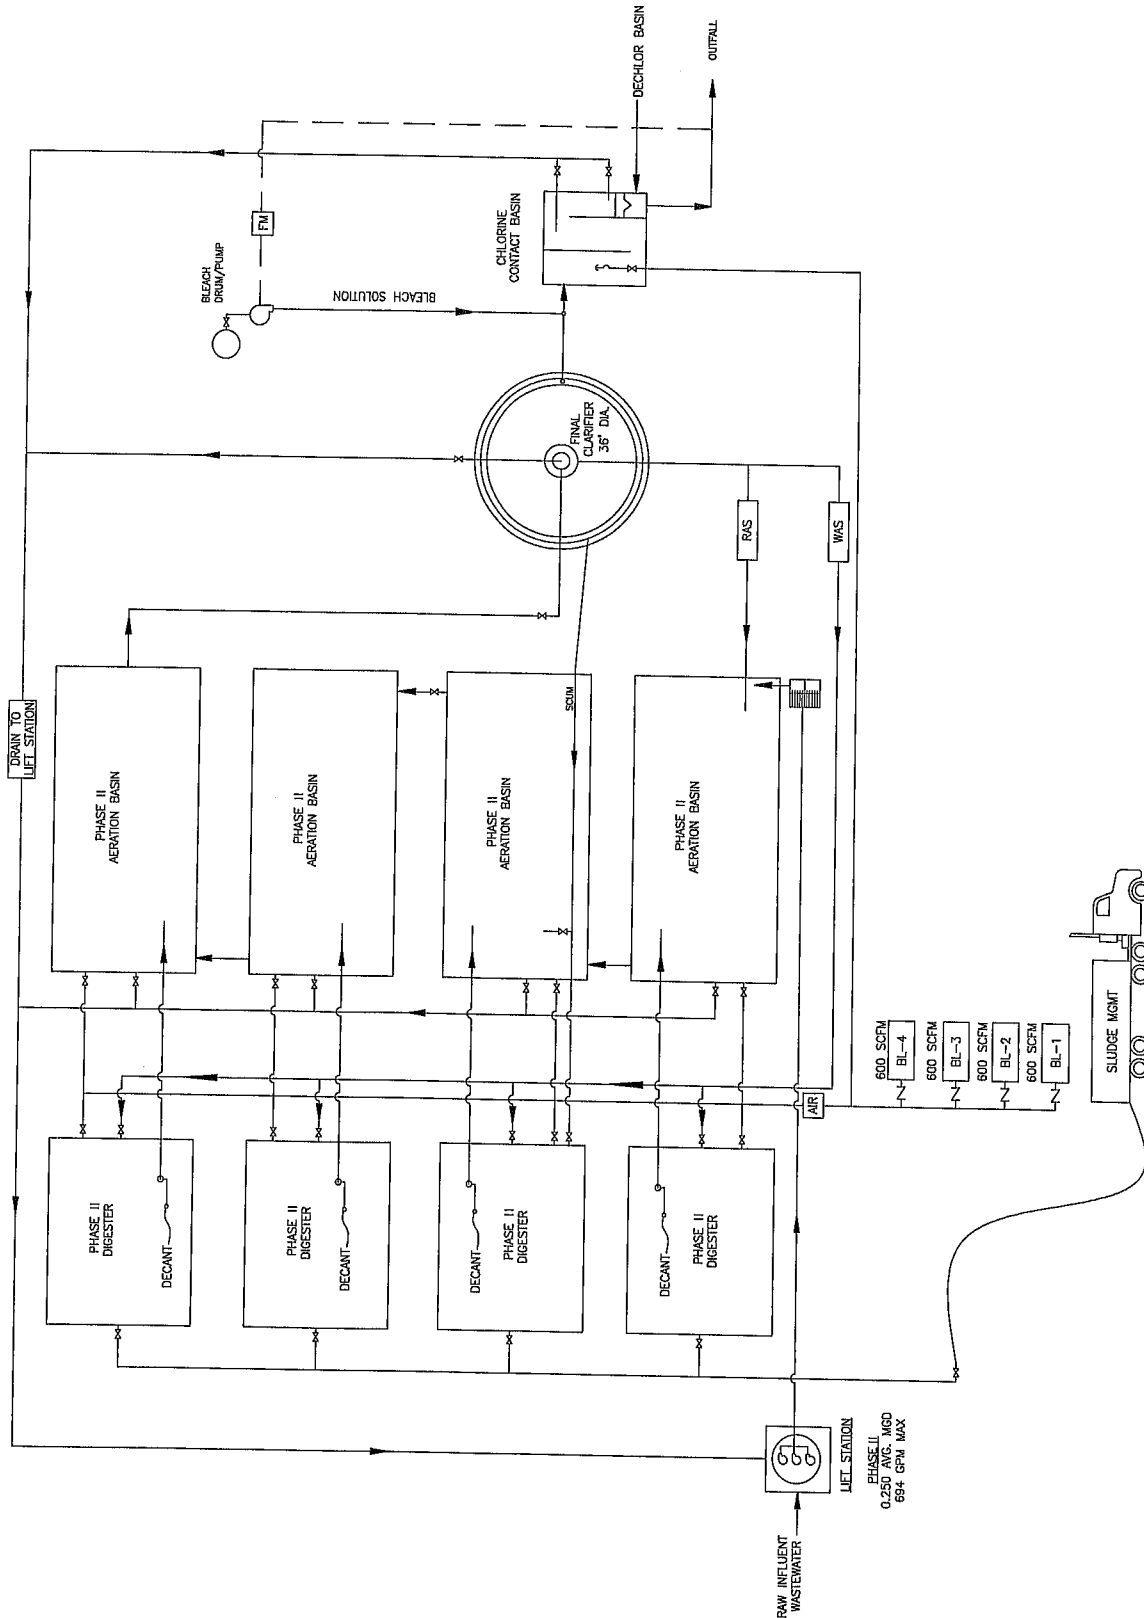 DRAIN TO
LIFT STATION
PHASE II
DIGESTER
DECANT
PHASE II
AERATION BASIN
PHASE II
DIGESTER
DECANT
PHASE II
AERATION BASIN
PHASE II
DIGESTER
DECANT
PHASE II
AERATION BASIN
SCUM
PHASE II
DIGESTER
DECANT
PHASE II
AERATION BASIN
BLEACH
DRUM/PUMP
FM
BLEACH SOLUTION
CHLORINE
CONTACT BASIN
DECHLOR BASIN
OUTFALL
FINAL
CLARIFIER
36" DIA.
RAS
WAS
AIR
600 SCFM
BL-4
600 SCFM
BL-3
600 SCFM
BL-2
600 SCFM
BL-1
SLUDGE MGMT
RAW INFLUENT
WASTEWATER
LIFT STATION
PHASE II
0.250 AVG. MGD
694 GPM MAX